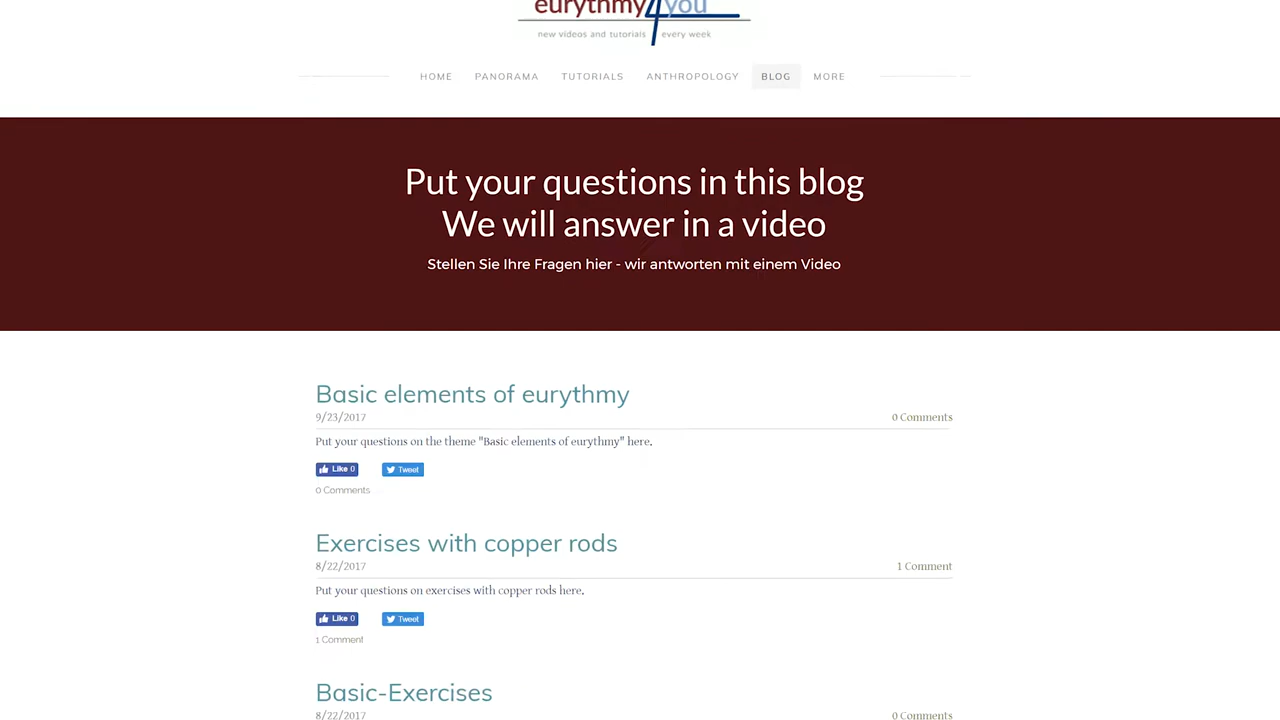 eurythmy4you
new videos and tutorials every week
HOME PANORAMA TUTORIALS ANTHROPOLOGY BLOG MORE
Put your questions in this blog
We will answer in a video
Stellen Sie Ihre Fragen hier - wir antworten mit einem Video
Basic elements of eurythmy
9/23/2017 0 Comments
Put your questions on the theme "Basic elements of eurythmy" here.
Like 0 Tweet
0 Comments
Exercises with copper rods
8/22/2017 1 Comment
Put your questions on exercises with copper rods here.
Like 0 Tweet
1 Comment
Basic-Exercises
8/22/2017 0 Comments